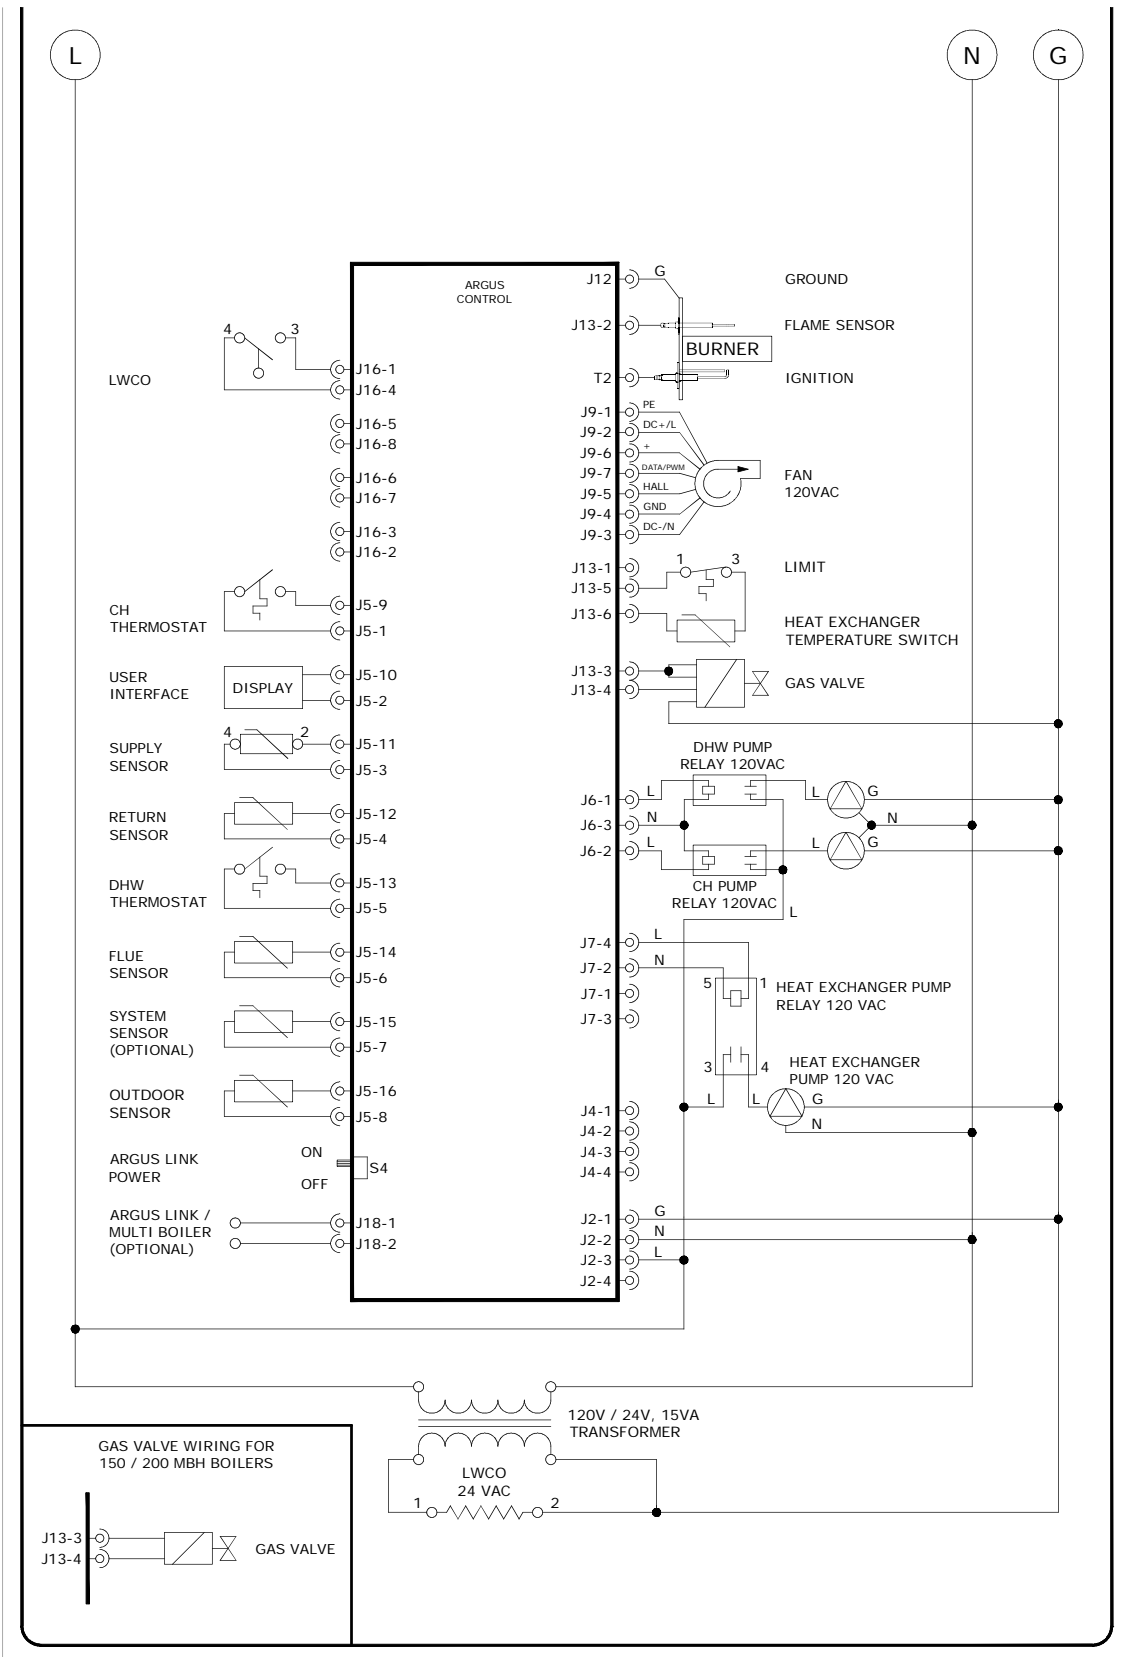 L
N
G
ARGUS
CONTROL
4
3
LWCO
J16-1
J16-4
J16-5
J16-8
J16-6
J16-7
J16-3
J16-2
CH
THERMOSTAT
J5-9
J5-1
USER
INTERFACE
DISPLAY
J5-10
J5-2
SUPPLY
SENSOR
4
2
J5-11
J5-3
RETURN
SENSOR
J5-12
J5-4
DHW
THERMOSTAT
J5-13
J5-5
FLUE
SENSOR
J5-14
J5-6
SYSTEM
SENSOR
(OPTIONAL)
J5-15
J5-7
OUTDOOR
SENSOR
J5-16
J5-8
ARGUS LINK
POWER
ON
OFF
S4
ARGUS LINK /
MULTI BOILER
(OPTIONAL)
J18-1
J18-2
J12
G
GROUND
J13-2
FLAME SENSOR
BURNER
T2
IGNITION
J9-1
PE
J9-2
DC+/L
J9-6
+
J9-7
DATA/PWM
J9-5
HALL
J9-4
GND
J9-3
DC-/N
FAN
120VAC
J13-1
J13-5
J13-6
1
3
LIMIT
HEAT EXCHANGER
TEMPERATURE SWITCH
J13-3
J13-4
GAS VALVE
DHW PUMP
RELAY 120VAC
J6-1
L
L
G
J6-3
N
N
J6-2
L
L
G
CH PUMP
RELAY 120VAC
L
J7-4
L
J7-2
N
J7-1
J7-3
5
1
HEAT EXCHANGER PUMP
RELAY 120 VAC
3
4
HEAT EXCHANGER
PUMP 120 VAC
L
L
G
N
J4-1
J4-2
J4-3
J4-4
J2-1
G
J2-2
N
J2-3
L
J2-4
120V / 24V, 15VA
TRANSFORMER
LWCO
24 VAC
1
2
GAS VALVE WIRING FOR
150 / 200 MBH BOILERS
J13-3
J13-4
GAS VALVE